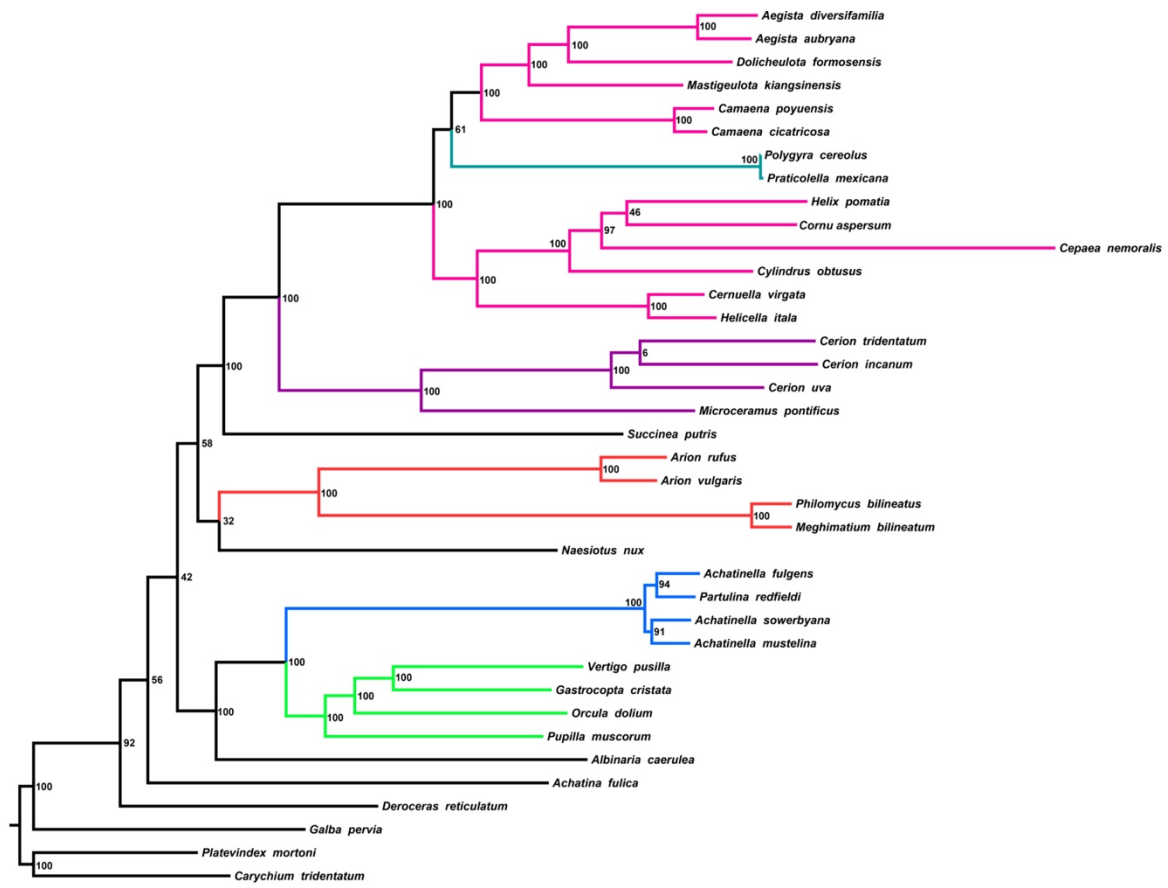 Aegista diversifamilia
100
Aegista aubryana
100
Dolicheulota formosensis
100
Mastigeulota kiangsinensis
100
Camaena poyuensis
100
Camaena cicatricosa
61
Polygyra cereolus
100
Praticolella mexicana
Helix pomatia
100
46
Cornu aspersum
97
100
Cepaea nemoralis
Cylindrus obtusus
100
Cernuella virgata
100
100
Helicella itala
Cerion tridentatum
6
Cerion incanum
100
100
Cerion uva
100
Microceramus pontificus
Succinea putris
58
Arion rufus
100
Arion vulgaris
100
Philomycus bilineatus
100
32
Meghimatium bilineatum
Naesiotus nux
42
Achatinella fulgens
94
Partulina redfieldi
100
Achatinella sowerbyana
91
Achatinella mustelina
100
Vertigo pusilla
100
56
Gastrocopta cristata
100
100
Orcula dolium
100
Pupilla muscorum
92
Albinaria caerulea
Achatina fulica
100
Deroceras reticulatum
Galba pervia
Platevindex mortoni
100
Carychium tridentatum